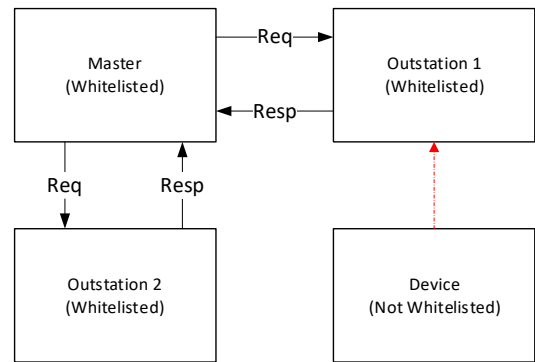 Master
(Whitelisted)
Req
Outstation 1
(Whitelisted)
Resp
Req
Resp
Outstation 2
(Whitelisted)
Device
(Not Whitelisted)